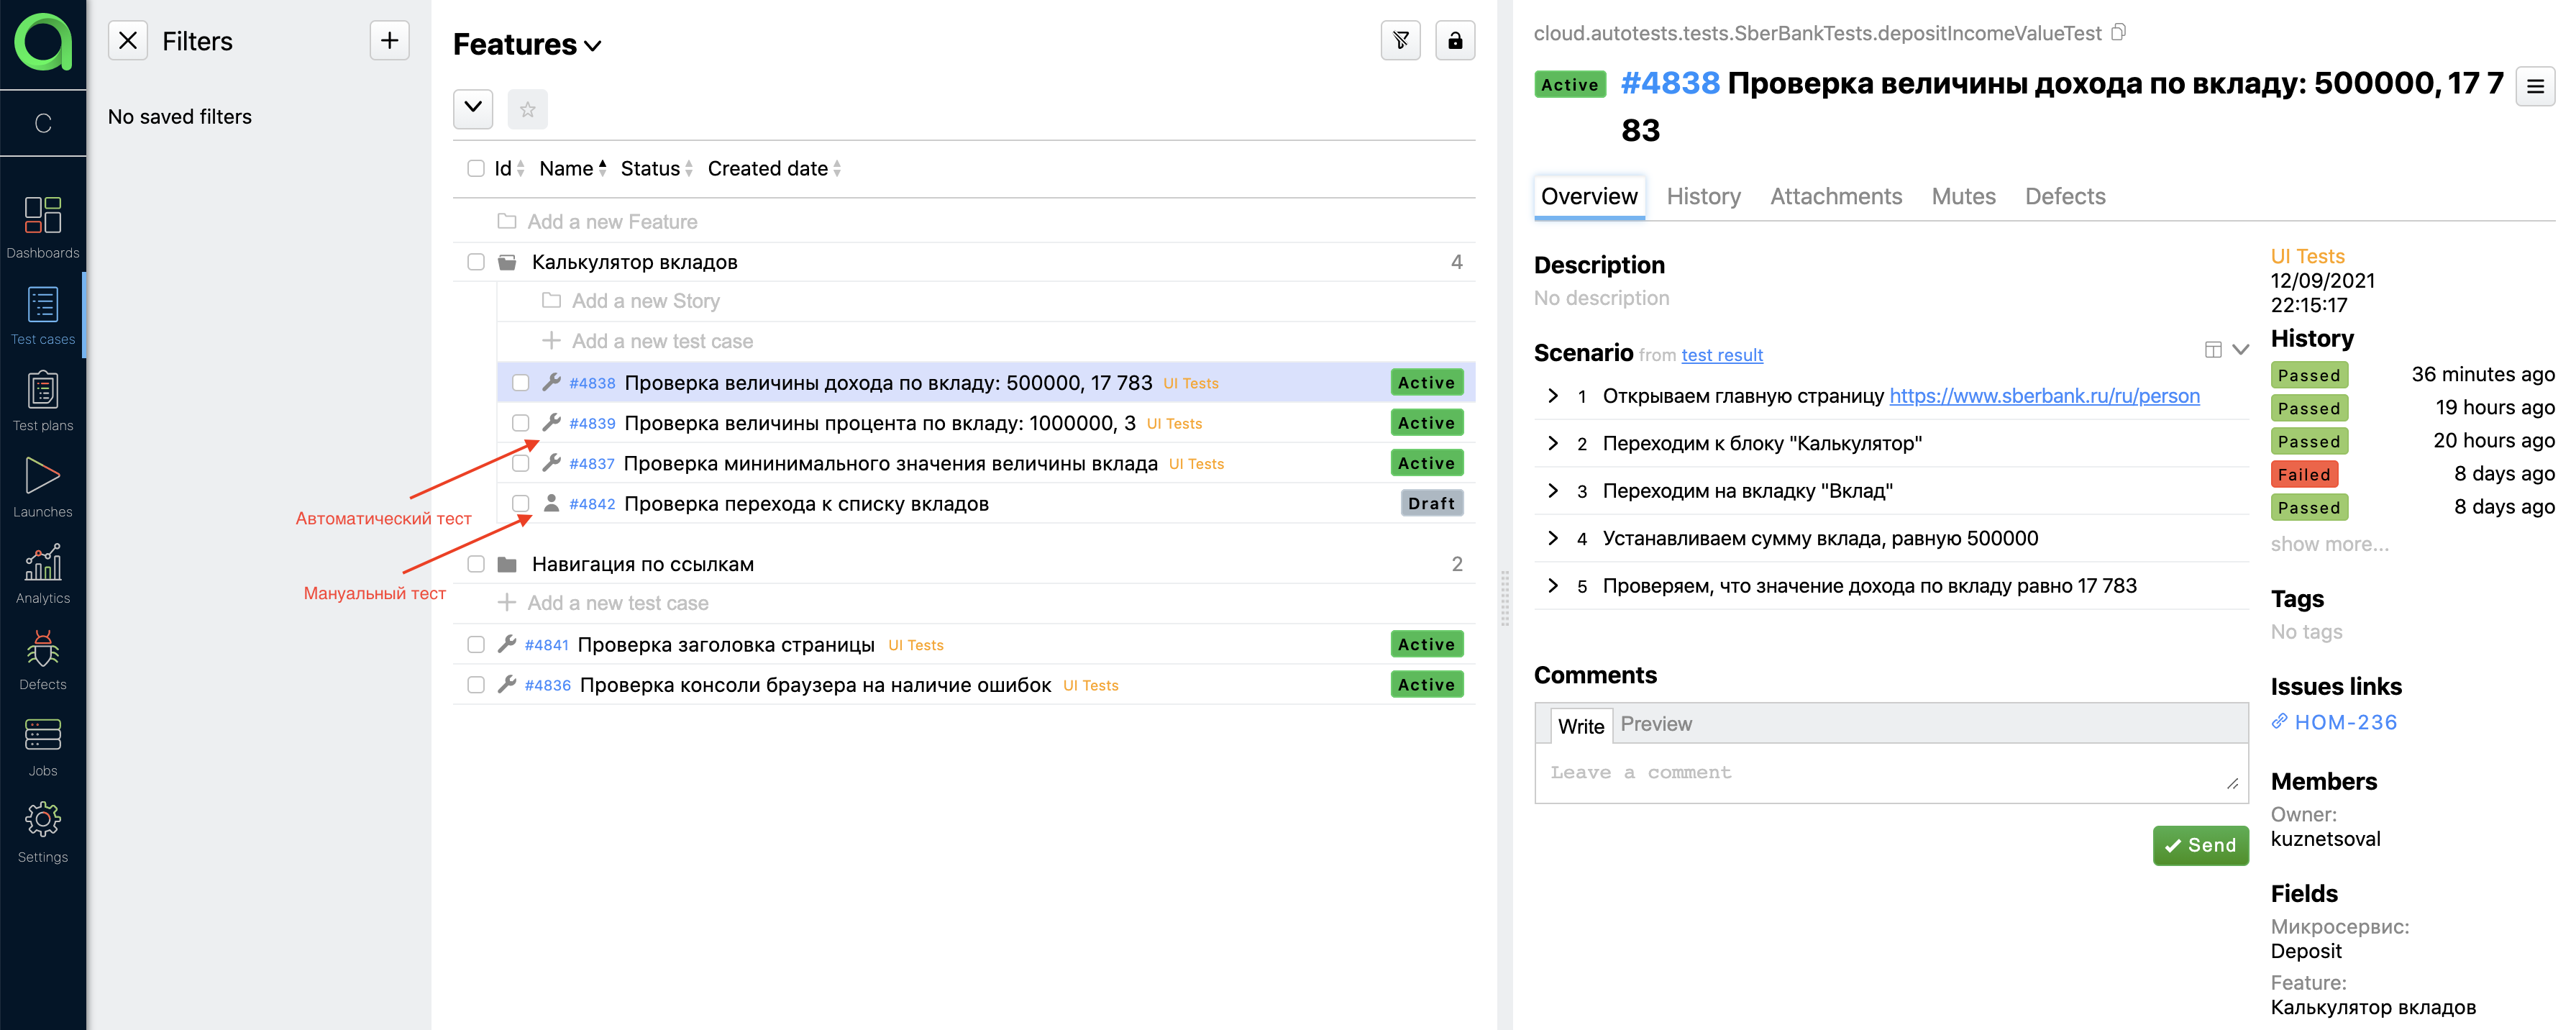 C
Dashboards
Test cases
Test plans
Launches
Analytics
Defects
Jobs
Settings
Filters
No saved filters
Features
Id Name Status Created date
Add a new Feature
Калькулятор вкладов 4
Add a new Story
Add a new test case
#4838 Проверка величины дохода по вкладу: 500000, 17 783 UI Tests Active
#4839 Проверка величины процента по вкладу: 1000000, 3 UI Tests Active
#4837 Проверка мининимального значения величины вклада UI Tests Active
#4842 Проверка перехода к списку вкладов Draft
Автоматический тест
Мануальный тест
Навигация по ссылкам 2
Add a new test case
#4841 Проверка заголовка страницы UI Tests Active
#4836 Проверка консоли браузера на наличие ошибок UI Tests Active
cloud.autotests.tests.SberBankTests.depositIncomeValueTest
Active #4838 Проверка величины дохода по вкладу: 500000, 17 7
83
Overview History Attachments Mutes Defects
Description
No description
Scenario from test result
1 Открываем главную страницу https://www.sberbank.ru/ru/person
2 Переходим к блоку "Калькулятор"
3 Переходим на вкладку "Вклад"
4 Устанавливаем сумму вклада, равную 500000
5 Проверяем, что значение дохода по вкладу равно 17 783
Comments
Write Preview
Leave a comment
Send
UI Tests
12/09/2021
22:15:17
History
Passed 36 minutes ago
Passed 19 hours ago
Passed 20 hours ago
Failed 8 days ago
Passed 8 days ago
show more...
Tags
No tags
Issues links
HOM-236
Members
Owner:
kuznetsoval
Fields
Микросервис:
Deposit
Feature:
Калькулятор вкладов